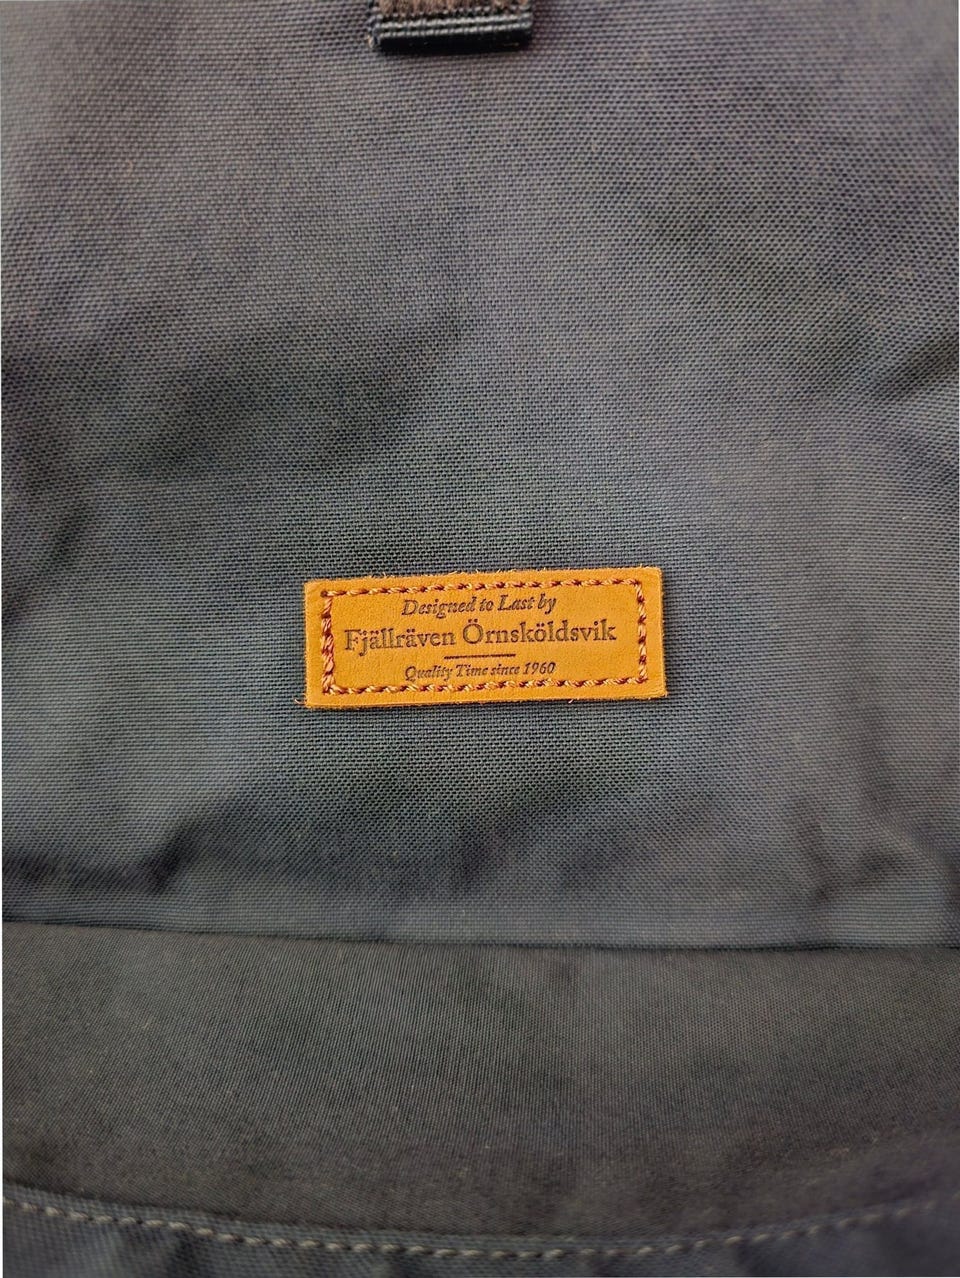 Designed to Last by
Fjällräven Örnsköldsvik
Quality Time since 1960